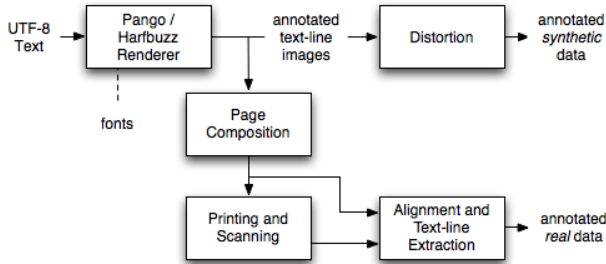 UTF-8
Text
Pango /
Harfbuzz
Renderer
annotated
text-line
images
Distortion
annotated
synthetic
data
fonts
Page
Composition
Printing and
Scanning
Alignment and
Text-line
Extraction
annotated
real data